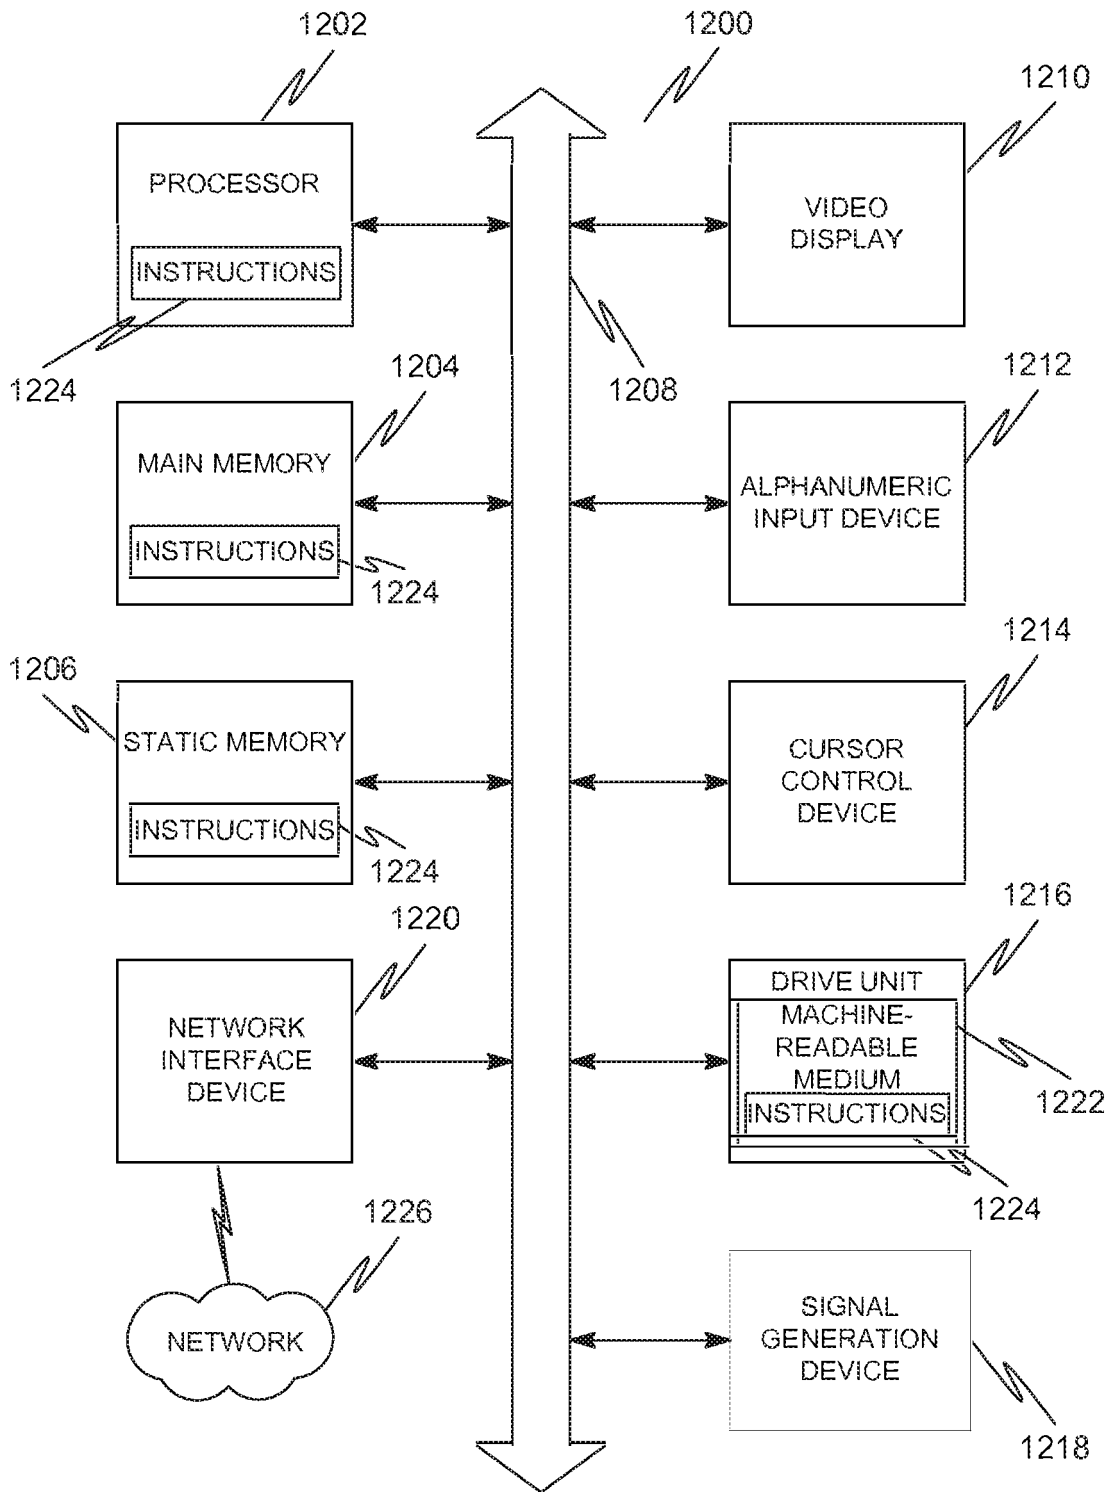 1202
1200
1210
PROCESSOR
INSTRUCTIONS
1224
VIDEO
DISPLAY
1208
1204
1212
MAIN MEMORY
INSTRUCTIONS
1224
ALPHANUMERIC
INPUT DEVICE
1206
1214
STATIC MEMORY
INSTRUCTIONS
1224
CURSOR
CONTROL
DEVICE
1220
1216
NETWORK
INTERFACE
DEVICE
DRIVE UNIT
MACHINE-
READABLE
MEDIUM
INSTRUCTIONS
1222
1224
1226
NETWORK
SIGNAL
GENERATION
DEVICE
1218